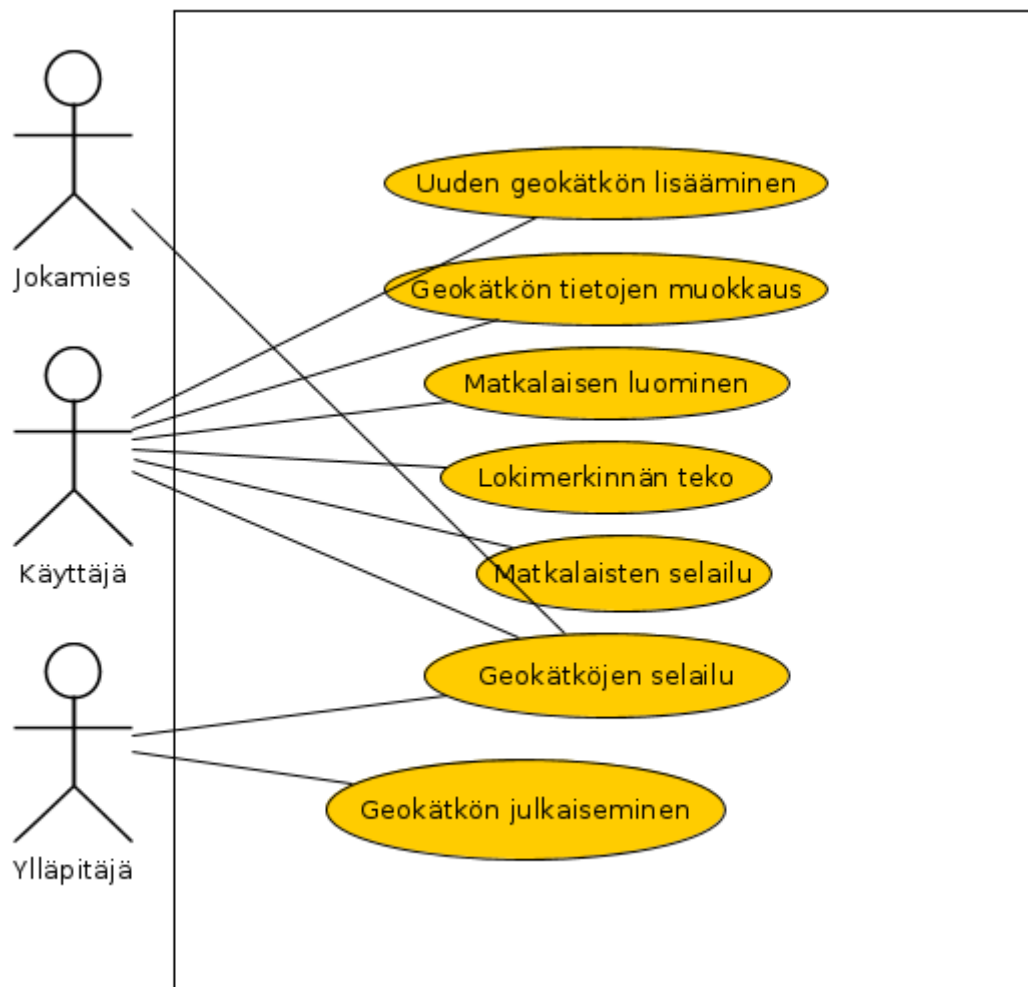 Jokamies
Käyttäjä
Ylläpitäjä
Uuden geokätkön lisääminen
Geokätkön tietojen muokkaus
Matkalaisen luominen
Lokimerkinnän teko
Matkalaisten selailu
Geokätköjen selailu
Geokätkön julkaiseminen